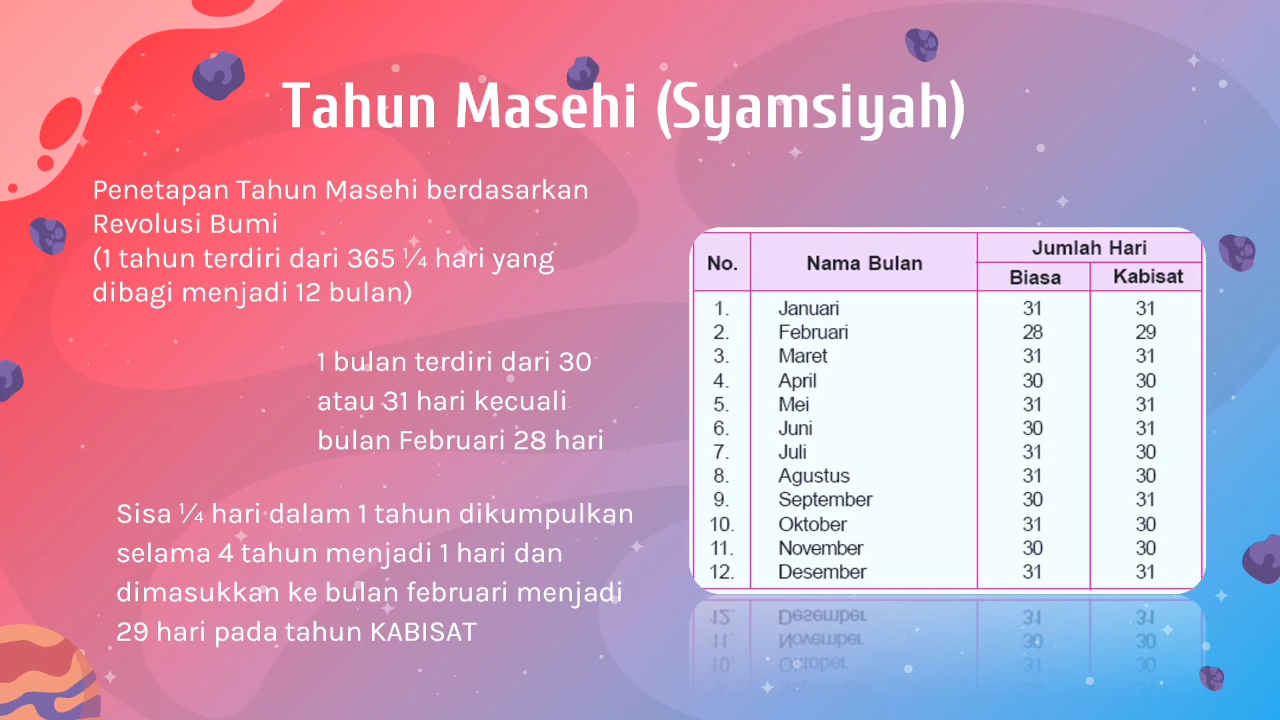 Tahun Masehi (Syamsiyah)
Penetapan Tahun Masehi berdasarkan
Revolusi Bumi
(1 tahun terdiri dari 365 ¼ hari yang
dibagi menjadi 12 bulan)
1 bulan terdiri dari 30
atau 31 hari kecuali
bulan Februari 28 hari
Sisa ¼ hari dalam 1 tahun dikumpulkan
selama 4 tahun menjadi 1 hari dan
dimasukkan ke bulan februari menjadi
29 hari pada tahun KABISAT
No. Nama Bulan Jumlah Hari
Biasa Kabisat
1. Januari 31 31
2. Februari 28 29
3. Maret 31 31
4. April 30 30
5. Mei 31 31
6. Juni 30 31
7. Juli 31 30
8. Agustus 31 30
9. September 30 31
10. Oktober 31 30
11. November 30 30
12. Desember 31 31